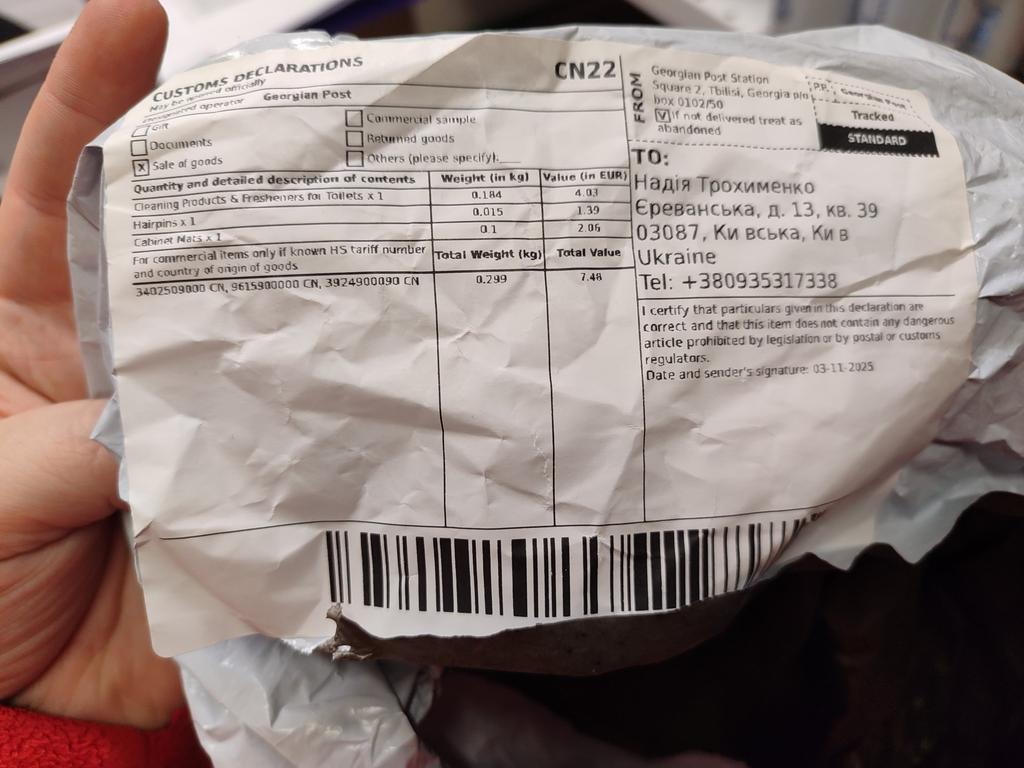 CUSTOMS DECLARATIONS
May be opened officially
CN22
Designated operator Georgian Post
Gift
Commercial sample
Documents
Returned goods
X Sale of goods
Others (please specify):___
Quantity and detailed description of contents
Weight (in kg)
Value (in EUR)
Cleaning Products & Fresheners for Toilets x 1
0.184
4.03
Hairpins x 1
0.015
1.39
Cabinet Mats x 1
0.1
2.06
For commercial items only if known HS tariff number
and country of origin of goods
Total Weight (kg)
Total Value
3402509000 CN, 9615900000 CN, 3924900090 CN
0.299
7.48
FROM
Georgian Post Station
Square 2, Tbilisi, Georgia p/o
box 0102/50
V If not delivered treat as
abandoned
P.P. Georgian Post
Tracked
STANDARD
TO:
Надія Трохименко
Єреванська, д. 13, кв. 39
03087, Ки вська, Ки в
Ukraine
Tel: +380935317338
I certify that particulars given in this declaration are
correct and that this item does not contain any dangerous
article prohibited by legislation or by postal or customs
regulators.
Date and sender's signature: 03-11-2025